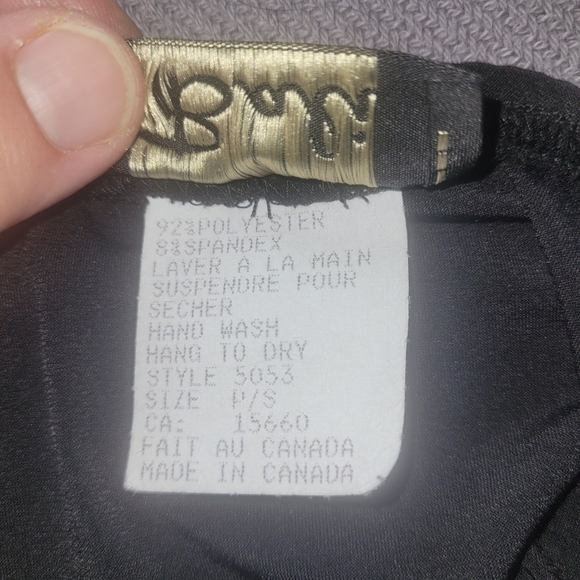 92%POLYESTER
8%SPANDEX
LAVER A LA MAIN
SUSPENDRE POUR
SECHER
HAND WASH
HANG TO DRY
STYLE 5053
SIZE P/S
CA: 15660
FAIT AU CANADA
MADE IN CANADA